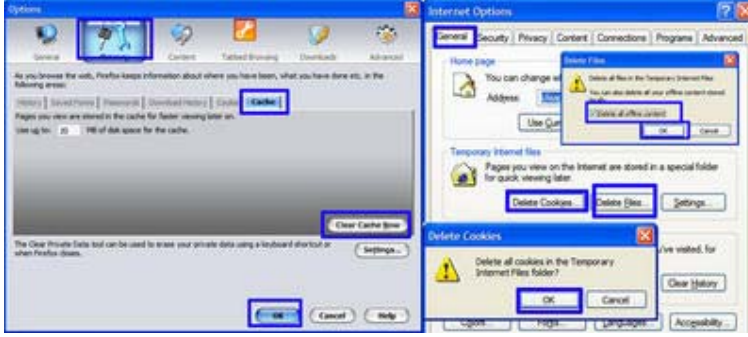 Options
General
Privacy
Content
Tabbed Browsing
Downloads
Advanced
As you browse the web, Firefox keeps information about where you have been, what you have done etc. in the
following areas:
History
Saved Forms
Passwords
Download History
Cookies
Cache
Pages you view are stored in the cache for faster viewing later on.
Use up to:
MB of disk space for the cache.
Clear Cache Now
The Clear Private Data tool can be used to erase your private data using a keyboard shortcut or
when Firefox closes.
Settings...
OK
Cancel
Help
Internet Options
General
Security
Privacy
Content
Connections
Programs
Advanced
Home page
You can change
Address:
Use Cur
Delete Files
Delete all files in the Temporary Internet Files
You can also delete all your offline content stored
Delete all offline content
OK
Cancel
Temporary Internet files
Pages you view on the Internet are stored in a special folder
for quick viewing later.
Delete Cookies...
Delete Files...
Settings...
Delete Cookies
Delete all cookies in the Temporary
Internet Files folder?
OK
Cancel
've visited, for
Clear History
Colors...
Fonts...
Languages...
Accessibility...